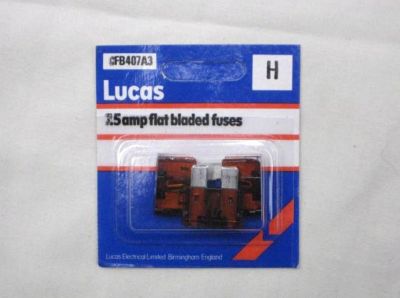 CFB407A3
H
Lucas
7.5 amp flat bladed fuses
Lucas Electrical Limited Birmingham England